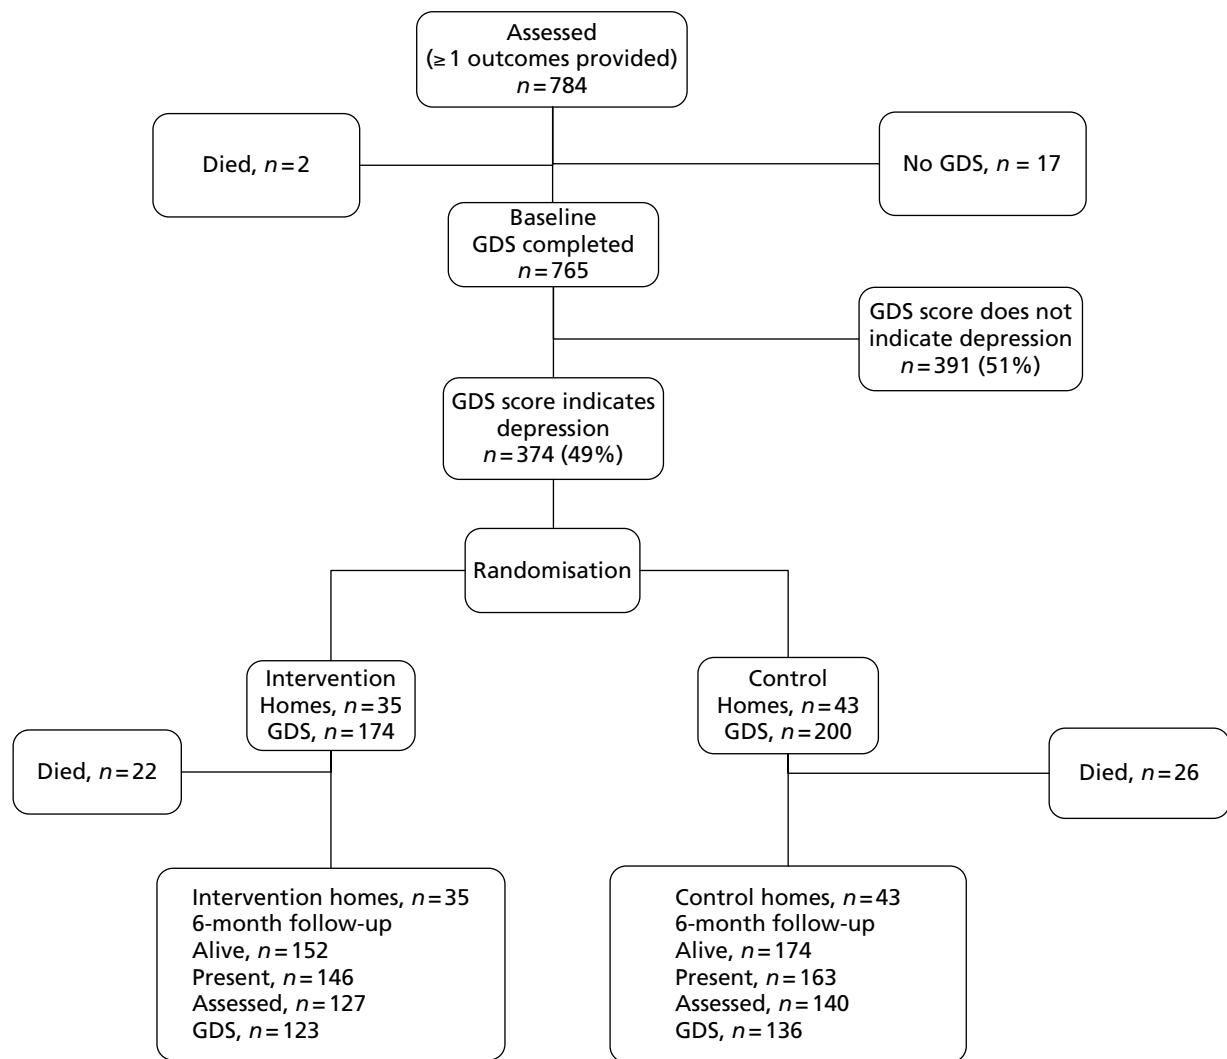 Assessed
(≥1 outcomes provided)
n=784
Died, n=2
No GDS, n = 17
Baseline
GDS completed
n=765
GDS score does not
indicate depression
n=391 (51%)
GDS score indicates
depression
n=374 (49%)
Randomisation
Intervention
Homes, n=35
GDS, n=174
Control
Homes, n=43
GDS, n=200
Died, n=22
Died, n=26
Intervention homes, n=35
6-month follow-up
Alive, n=152
Present, n=146
Assessed, n=127
GDS, n=123
Control homes, n=43
6-month follow-up
Alive, n=174
Present, n=163
Assessed, n=140
GDS, n=136